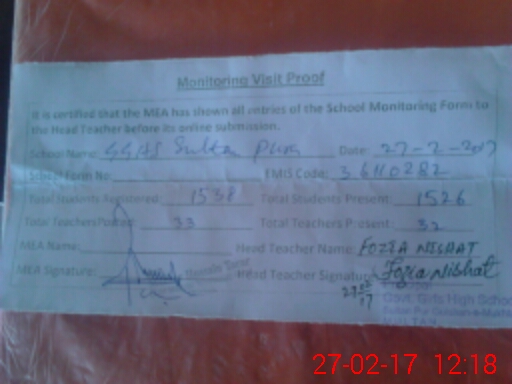 Monitoring Visit Proof
It is certified that the MEA has shown all entries of the School Monitoring Form to
the Head Teacher before its online submission.
School Name: GGHS Sultan Pur Date: 27-2-2017
School Form No. EMIS Code: 36110282
Total Students Registered: 1538 Total Students Present: 1526
Total Teachers Posted: 33 Total Teachers Present: 32
MEA Name: Head Teacher Name: FOZIA NISHAT
MEA Signature: Head Teacher Signature: Fozia Nishat
Principal
Govt: Girls High School
27-02-17 12:18